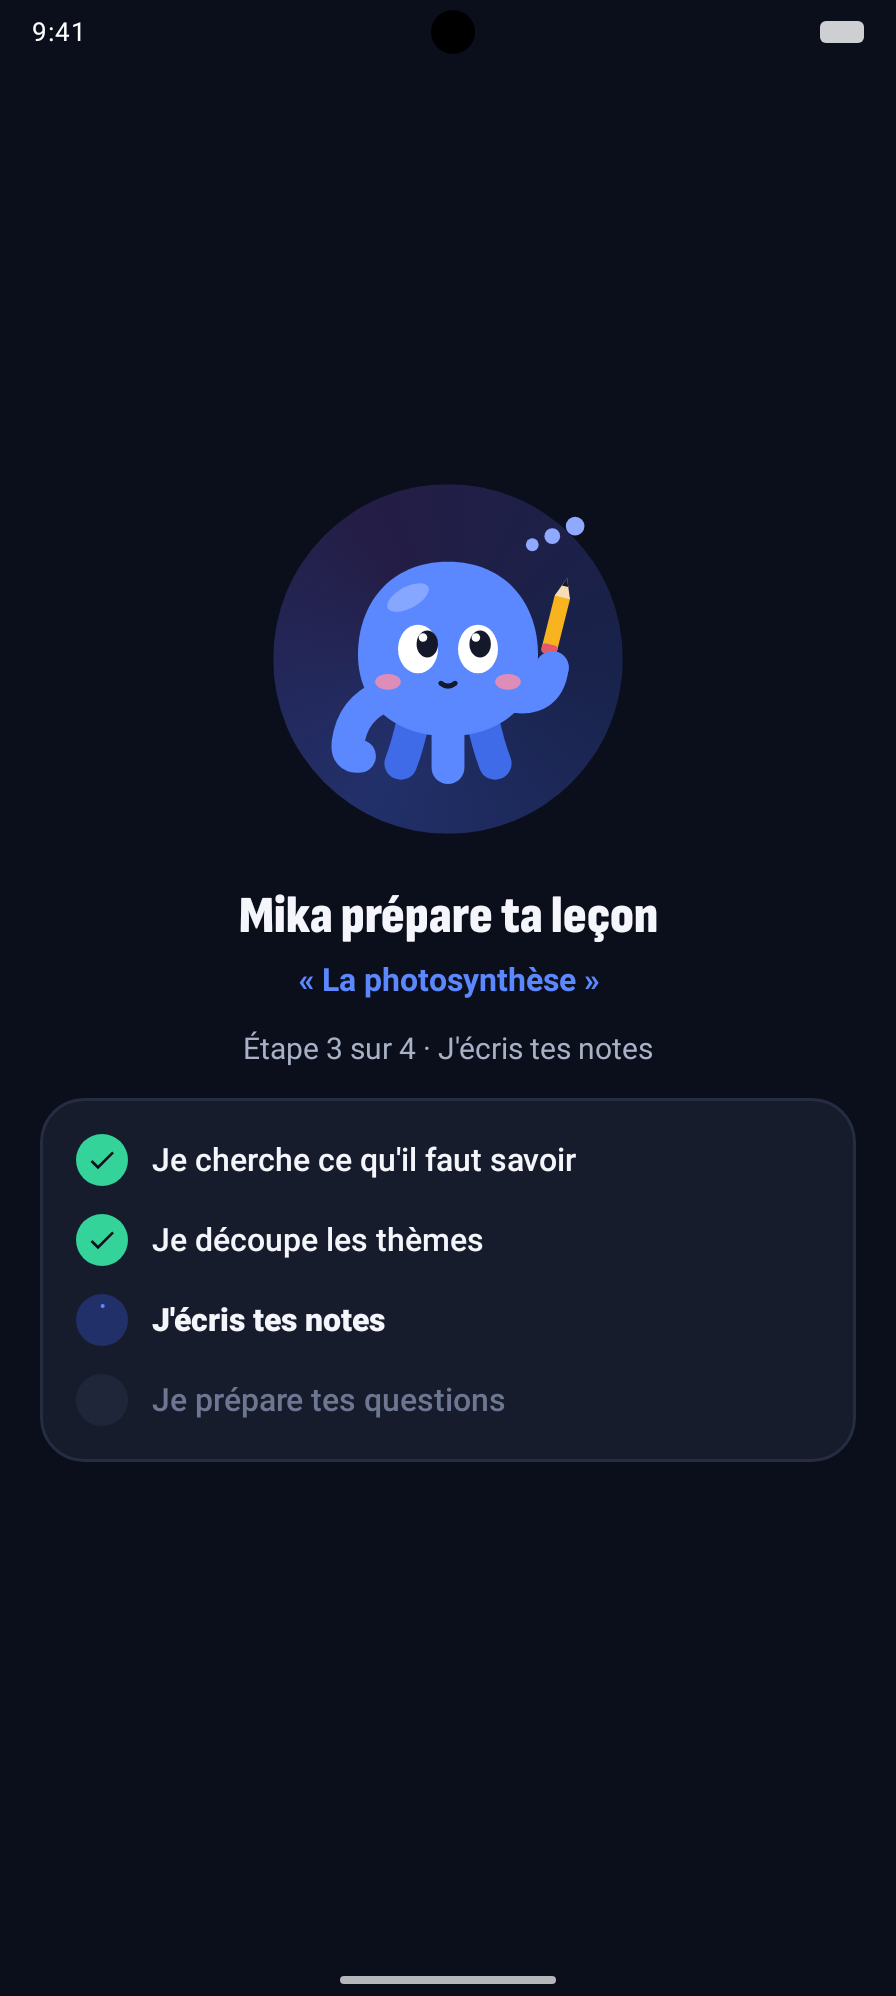 9:41
Mika prépare ta leçon
« La photosynthèse »
Étape 3 sur 4 · J'écris tes notes
Je cherche ce qu'il faut savoir
Je découpe les thèmes
J'écris tes notes
Je prépare tes questions